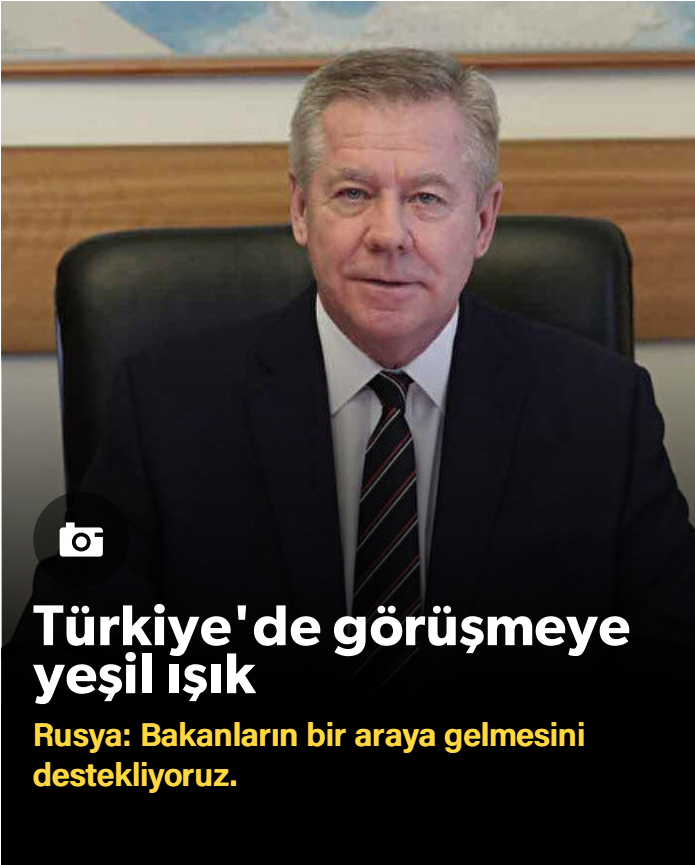 Türkiye'de görüşmeye
yeşil ışık
Rusya: Bakanların bir araya gelmesini
destekliyoruz.